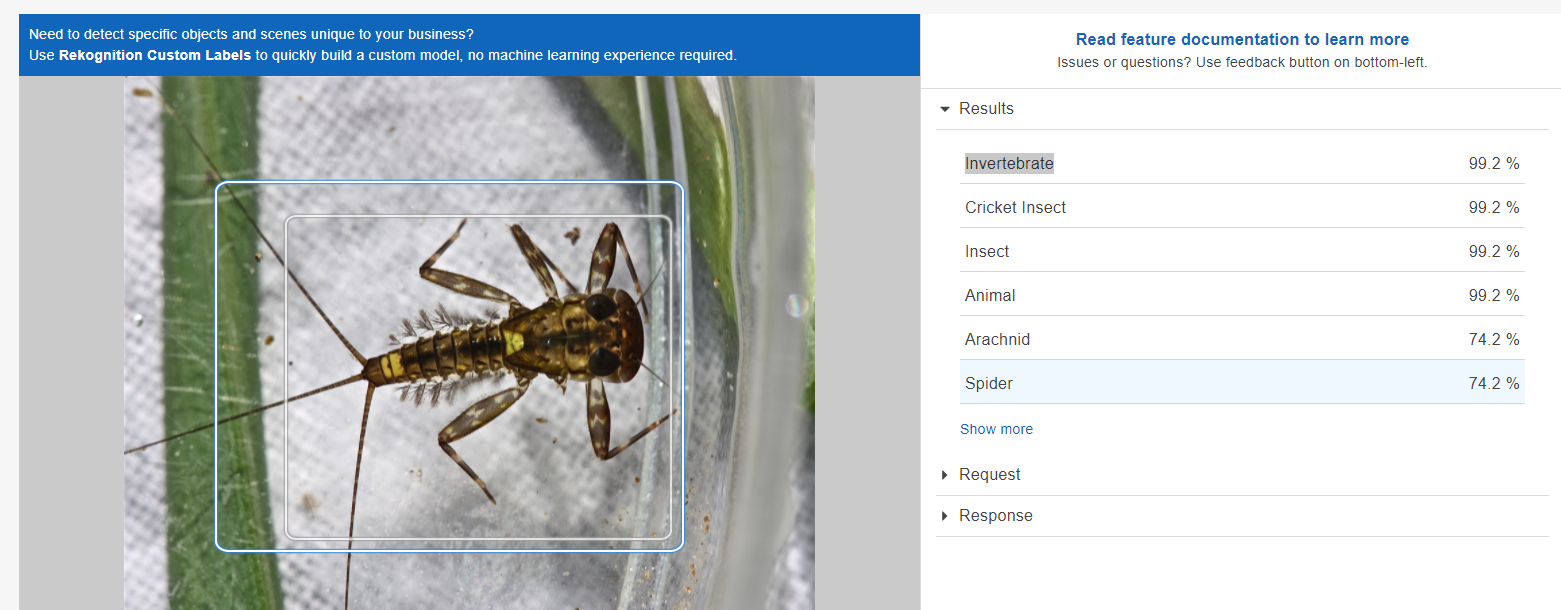 Need to detect specific objects and scenes unique to your business?
Use Rekognition Custom Labels to quickly build a custom model, no machine learning experience required.
Read feature documentation to learn more
Issues or questions? Use feedback button on bottom-left.
Results
Invertebrate 99.2 %
Cricket Insect 99.2 %
Insect 99.2 %
Animal 99.2 %
Arachnid 74.2 %
Spider 74.2 %
Show more
Request
Response